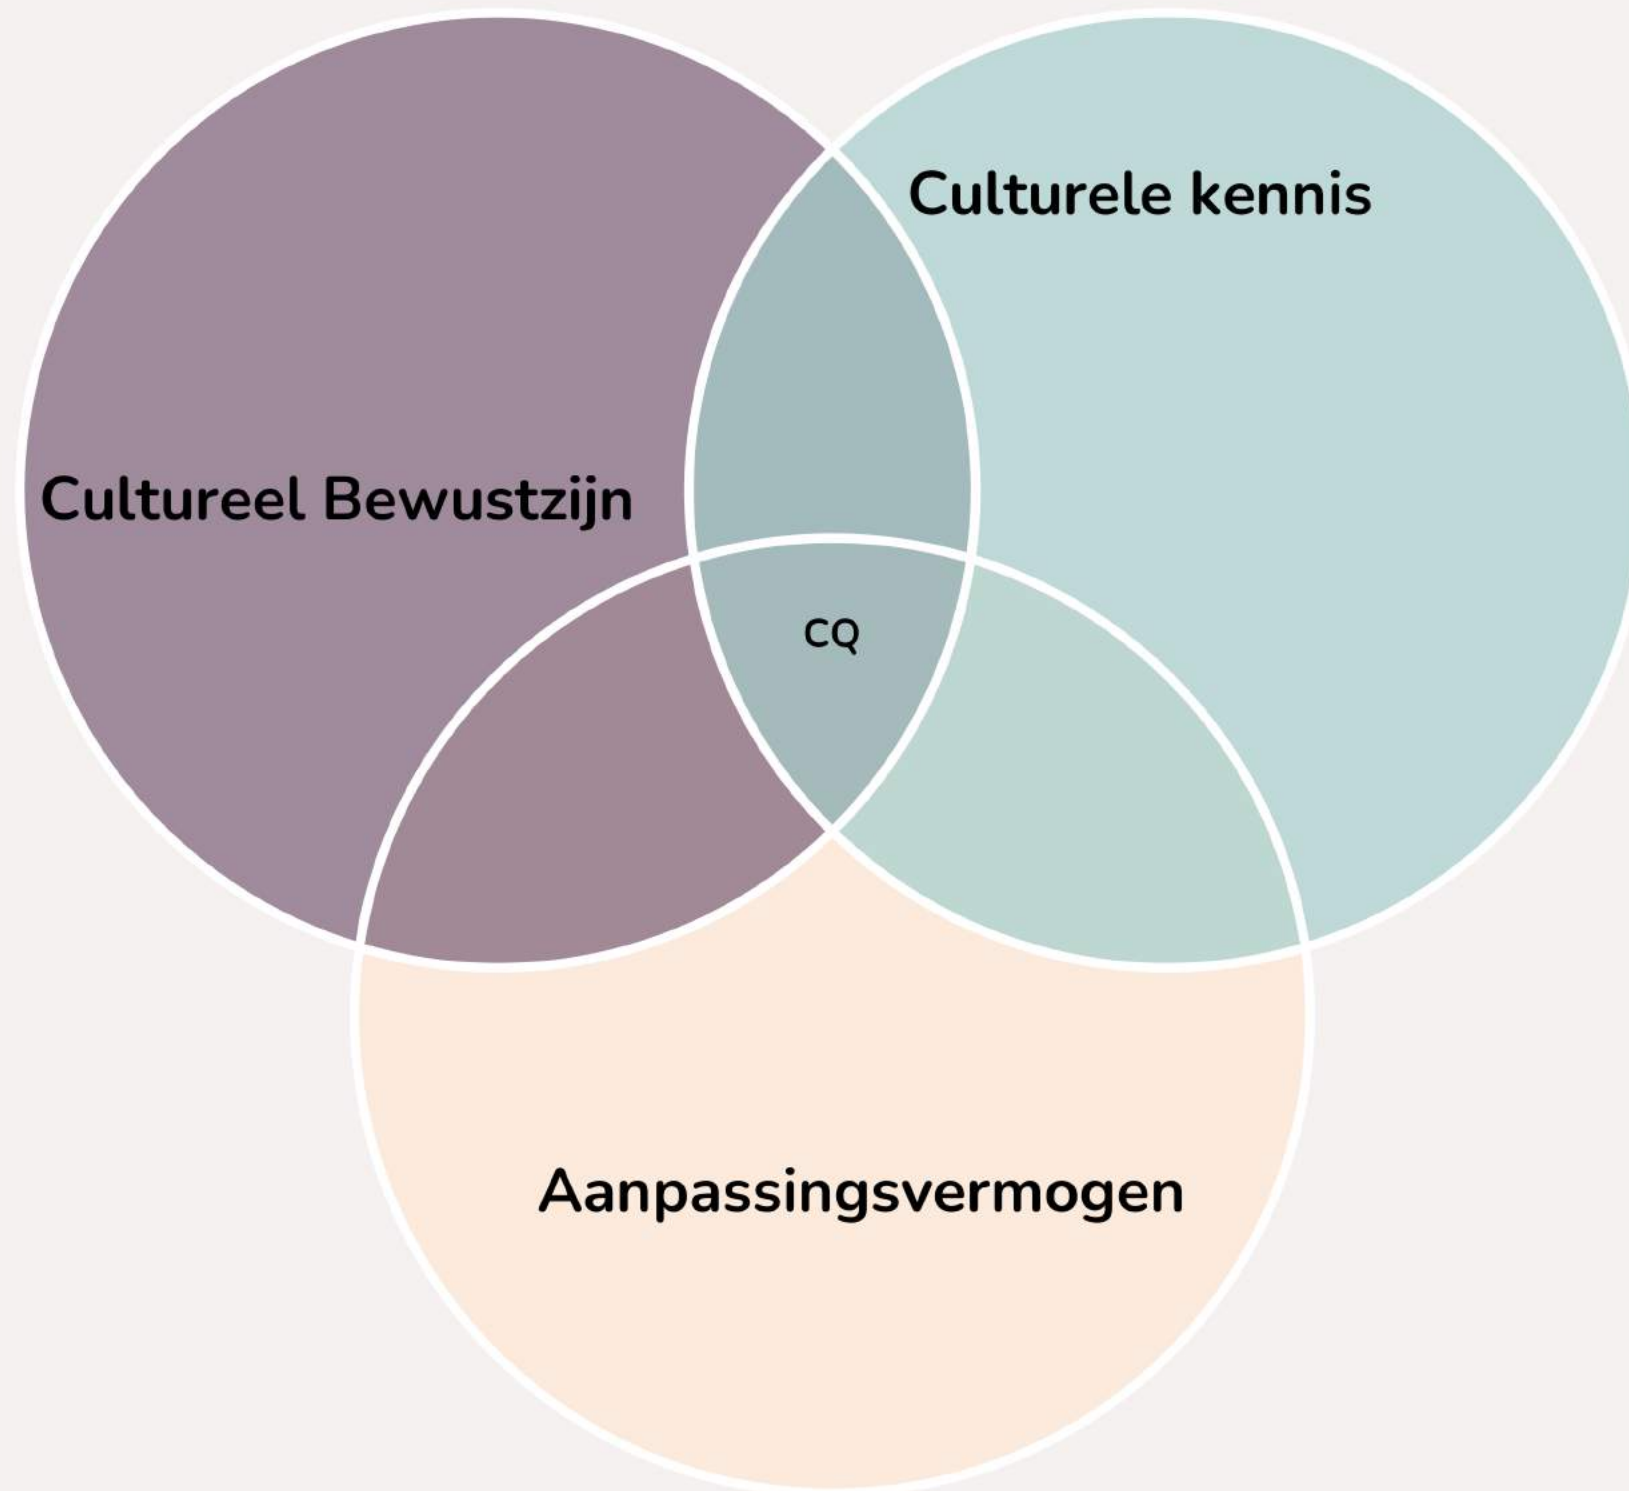 Culturele kennis
Cultureel Bewustzijn
CQ
Aanpassingsvermogen